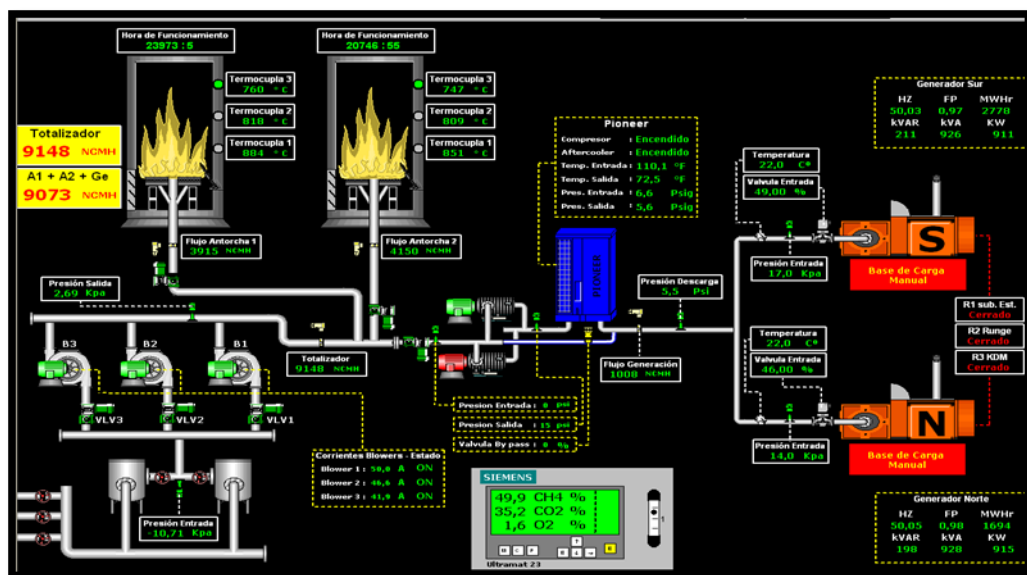 Hora de Funcionamiento
23973 : 5
Hora de Funcionamiento
20746 : 55
Termocupla 3
760 ° c
Termocupla 2
818 ° c
Termocupla 1
884 ° c
Termocupla 3
747 ° c
Termocupla 2
809 ° c
Termocupla 1
851 ° c
Totalizador
9148 NCMH
A1 + A2 + Ge
9073 NCMH
Flujo Antorcha 1
3915 NCMH
Flujo Antorcha 2
4150 NCMH
Pioneer
Compresor : Encendido
Aftercooler : Encendido
Temp. Entrada : 110,1 °F
Temp. Salida : 72,5 °F
Pres. Entrada : 6,6 Psig
Pres. Salida : 5,6 Psig
Generador Sur
HZ FP MWHr
50,03 0,97 2778
kVAR kVA KW
211 926 911
Temperatura
22,0 C°
Valvula Entrada
49,00 %
S
Presión Entrada
17,0 Kpa
Base de Carga
Manual
PIONEER
Presión Salida
2,69 Kpa
Presión Descarga
5,5 Psi
R1 sub. Est.
Cerrado
R2 Runge
Cerrado
R3 KDM
Cerrado
Temperatura
22,0 C°
Valvula Entrada
46,00 %
N
Presión Entrada
14,0 Kpa
Base de Carga
Manual
B3 B2 B1
Totalizador
9148 NCMH
Flujo Generación
1008 NCMH
VLV3 VLV2 VLV1
Presion Entrada : 0 psi
Presion Salida : 15 psi
Valvula By pass : 0 %
Corrientes Blowers - Estado
Blower 1 : 50,0 A ON
Blower 2 : 46,6 A ON
Blower 3 : 41,9 A ON
Presión Entrada
-10,71 Kpa
SIEMENS
49,9 CH4 %
35,2 CO2 %
1,6 O2 %
1
Ultramat 23
Generador Norte
HZ FP MWHr
50,05 0,98 1694
kVAR kVA KW
198 928 915